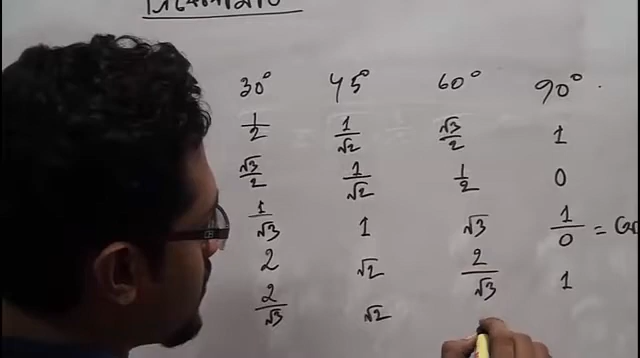 30° 45° 60° 90°
1/2 1/√2 √3/2 1
√3/2 1/√2 1/2 0
1/√3 1 √3 1/0 =
2 √2 2/√3 1
2/√3 √2